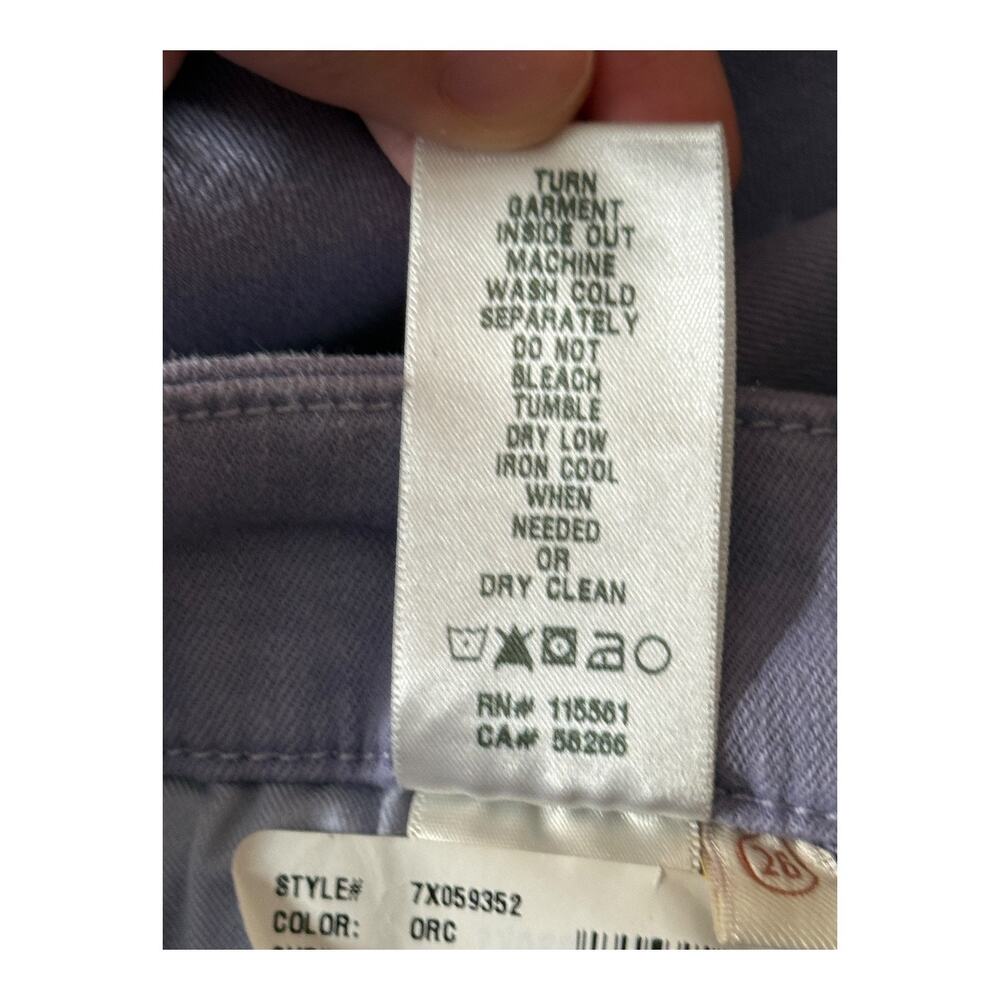 TURN
GARMENT
INSIDE OUT
MACHINE
WASH COLD
SEPARATELY
DO NOT
BLEACH
TUMBLE
DRY LOW
IRON COOL
WHEN
NEEDED
OR
DRY CLEAN
RN# 115561
CA# 56266
26
STYLE# 7X059352
COLOR: ORC